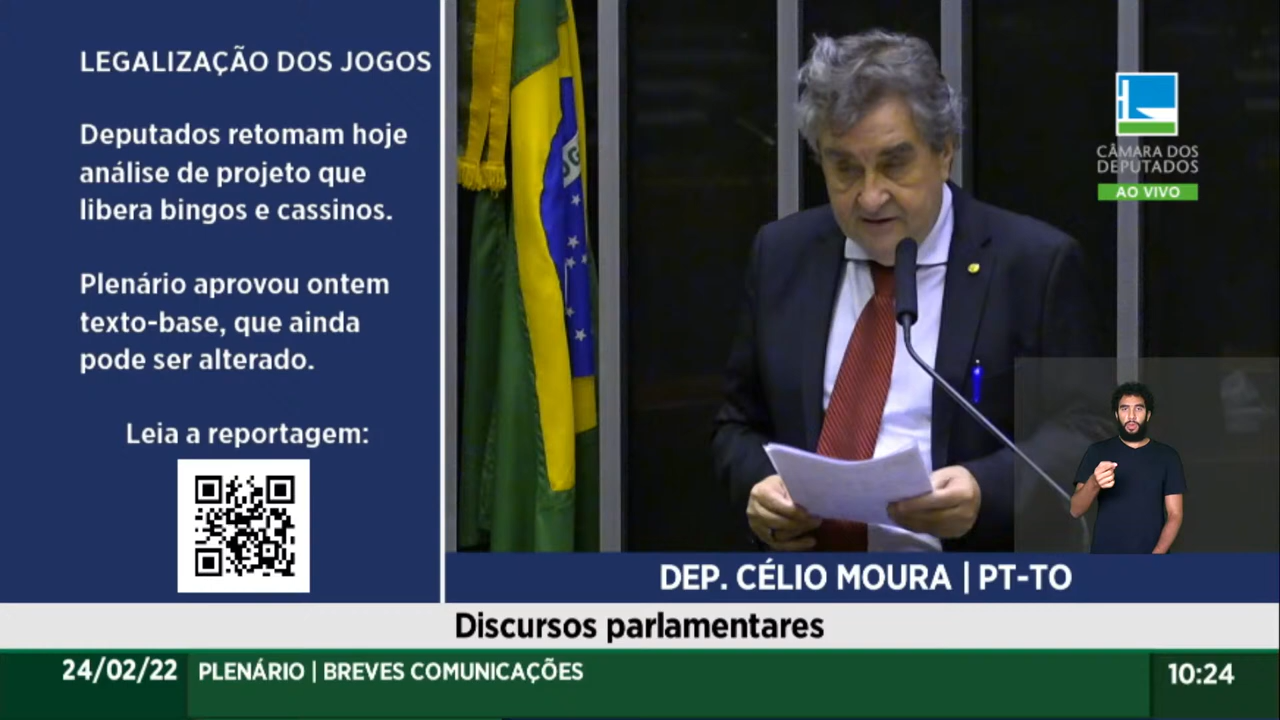 LEGALIZAÇÃO DOS JOGOS
Deputados retomam hoje
análise de projeto que
libera bingos e cassinos.
Plenário aprovou ontem
texto-base, que ainda
pode ser alterado.
Leia a reportagem:
CÂMARA DOS
DEPUTADOS
AO VIVO
DEP. CÉLIO MOURA | PT-TO
Discursos parlamentares
24/02/22
PLENÁRIO | BREVES COMUNICAÇÕES
10:24